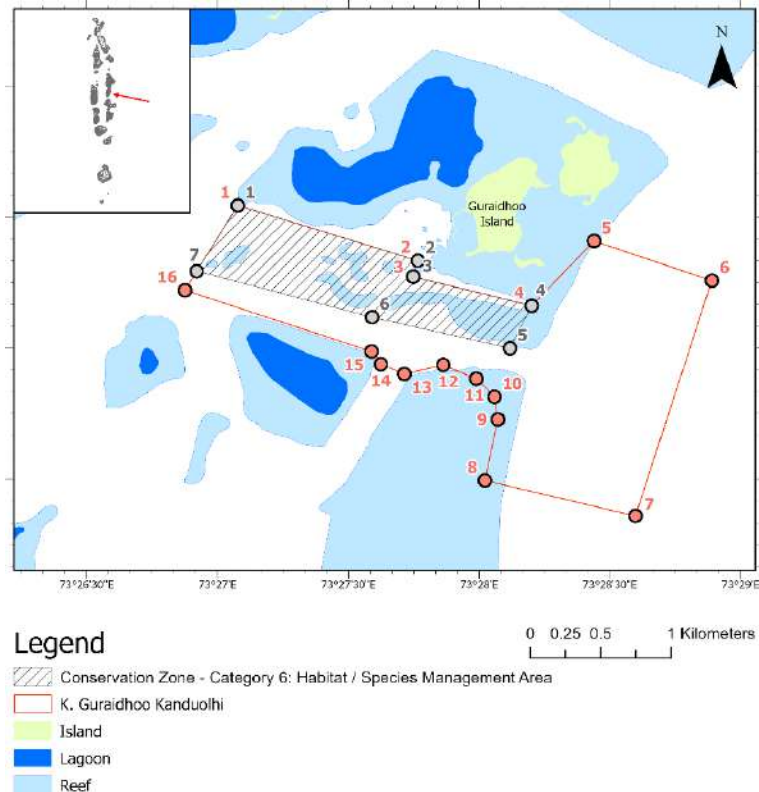 N
1 1
2 2
3 3
Guraidhoo
Island
5
6
4 4
7
16
6
5
15
14
13
12
11
10
9
8
7
73°26'30"E 73°27'E 73°27'30"E 73°28'E 73°28'30"E 73°29'E
Legend
0 0.25 0.5 1 Kilometers
Conservation Zone - Category 6: Habitat / Species Management Area
K. Guraidhoo Kanduolhi
Island
Lagoon
Reef